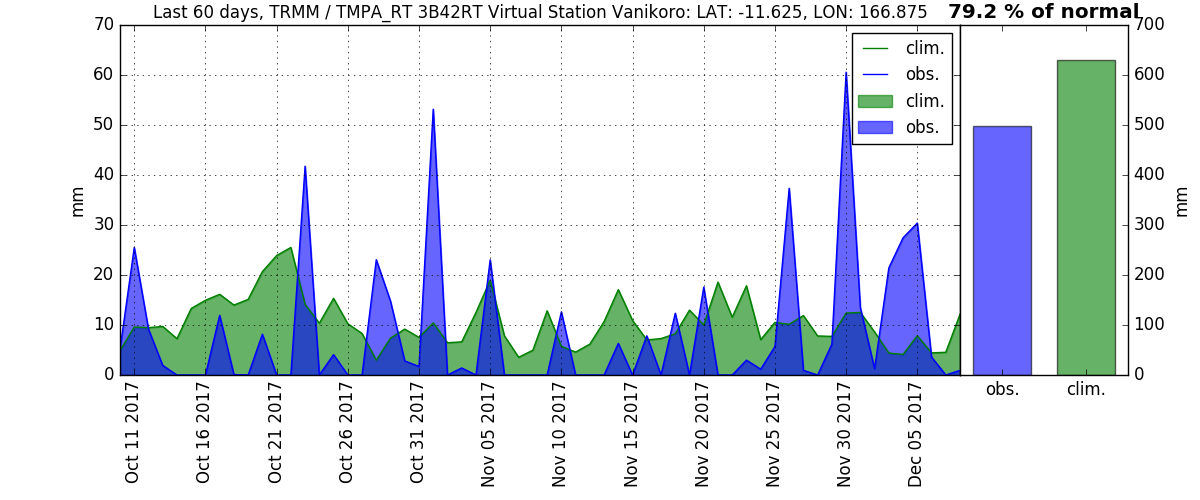 Last 60 days, TRMM / TMPA_RT 3B42RT Virtual Station Vanikoro: LAT: -11.625, LON: 166.875
79.2 % of normal
70
60
50
40
30
20
10
0
mm
clim.
obs.
clim.
obs.
Oct 11 2017
Oct 16 2017
Oct 21 2017
Oct 26 2017
Oct 31 2017
Nov 05 2017
Nov 10 2017
Nov 15 2017
Nov 20 2017
Nov 25 2017
Nov 30 2017
Dec 05 2017
700
600
500
400
300
200
100
0
mm
obs.
clim.